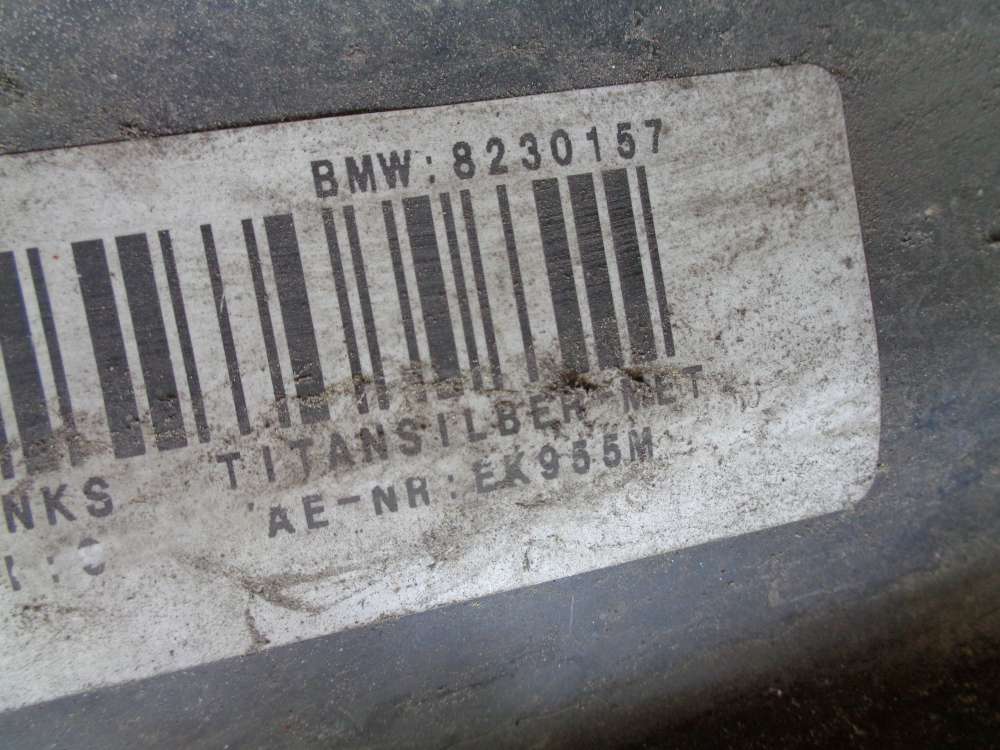 BMW:8230157
NKS TITANSILBER-MET
AE-NR:EK955M